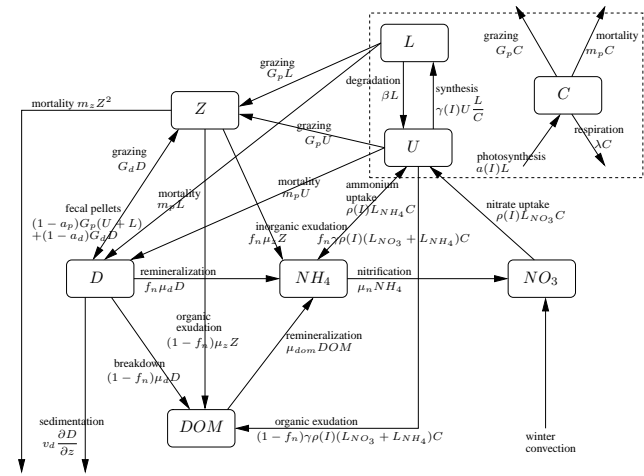 L
grazing
G_p L
grazing
G_p C
mortality
m_p C
degradation
βL
synthesis
γ(I)U L/C
C
mortality m_z Z^2
Z
grazing
G_p U
U
respiration
λC
photosynthesis
a(I)L
grazing
G_d D
mortality
m_p L
mortality
m_p U
ammonium
uptake
ρ(I)L_{NH_4}C
nitrate uptake
ρ(I)L_{NO_3}C
fecal pellets
(1 − a_p)G_p(U + L)
+(1 − a_d)G_d D
inorganic exudation
f_n μ_z Z
f_n γρ(I)(L_{NO_3} + L_{NH_4})C
D
remineralization
f_n μ_d D
NH_4
nitrification
μ_n NH_4
NO_3
organic
exudation
(1 − f_n)μ_z Z
remineralization
μ_{dom} DOM
breakdown
(1 − f_n)μ_d D
sedimentation
v_d ∂D/∂z
DOM
organic exudation
(1 − f_n)γρ(I)(L_{NO_3} + L_{NH_4})C
winter
convection